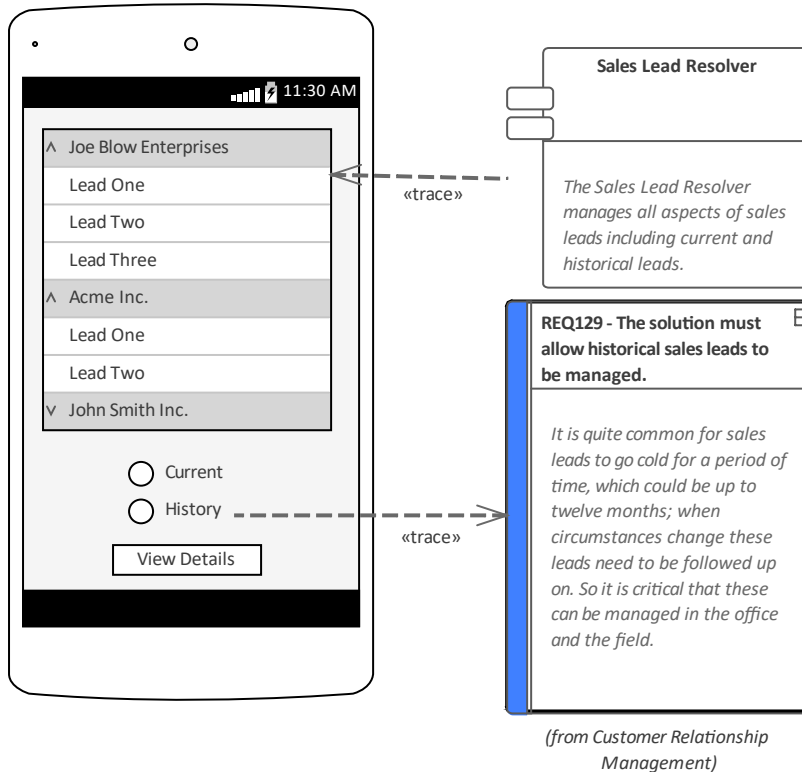 11:30 AM
Joe Blow Enterprises
Lead One
Lead Two
Lead Three
Acme Inc.
Lead One
Lead Two
John Smith Inc.
Current
History
View Details
«trace»
«trace»
Sales Lead Resolver
The Sales Lead Resolver
manages all aspects of sales
leads including current and
historical leads.
REQ129 - The solution must
allow historical sales leads to
be managed.
It is quite common for sales
leads to go cold for a period of
time, which could be up to
twelve months; when
circumstances change these
leads need to be followed up
on. So it is critical that these
can be managed in the office
and the field.
(from Customer Relationship
Management)